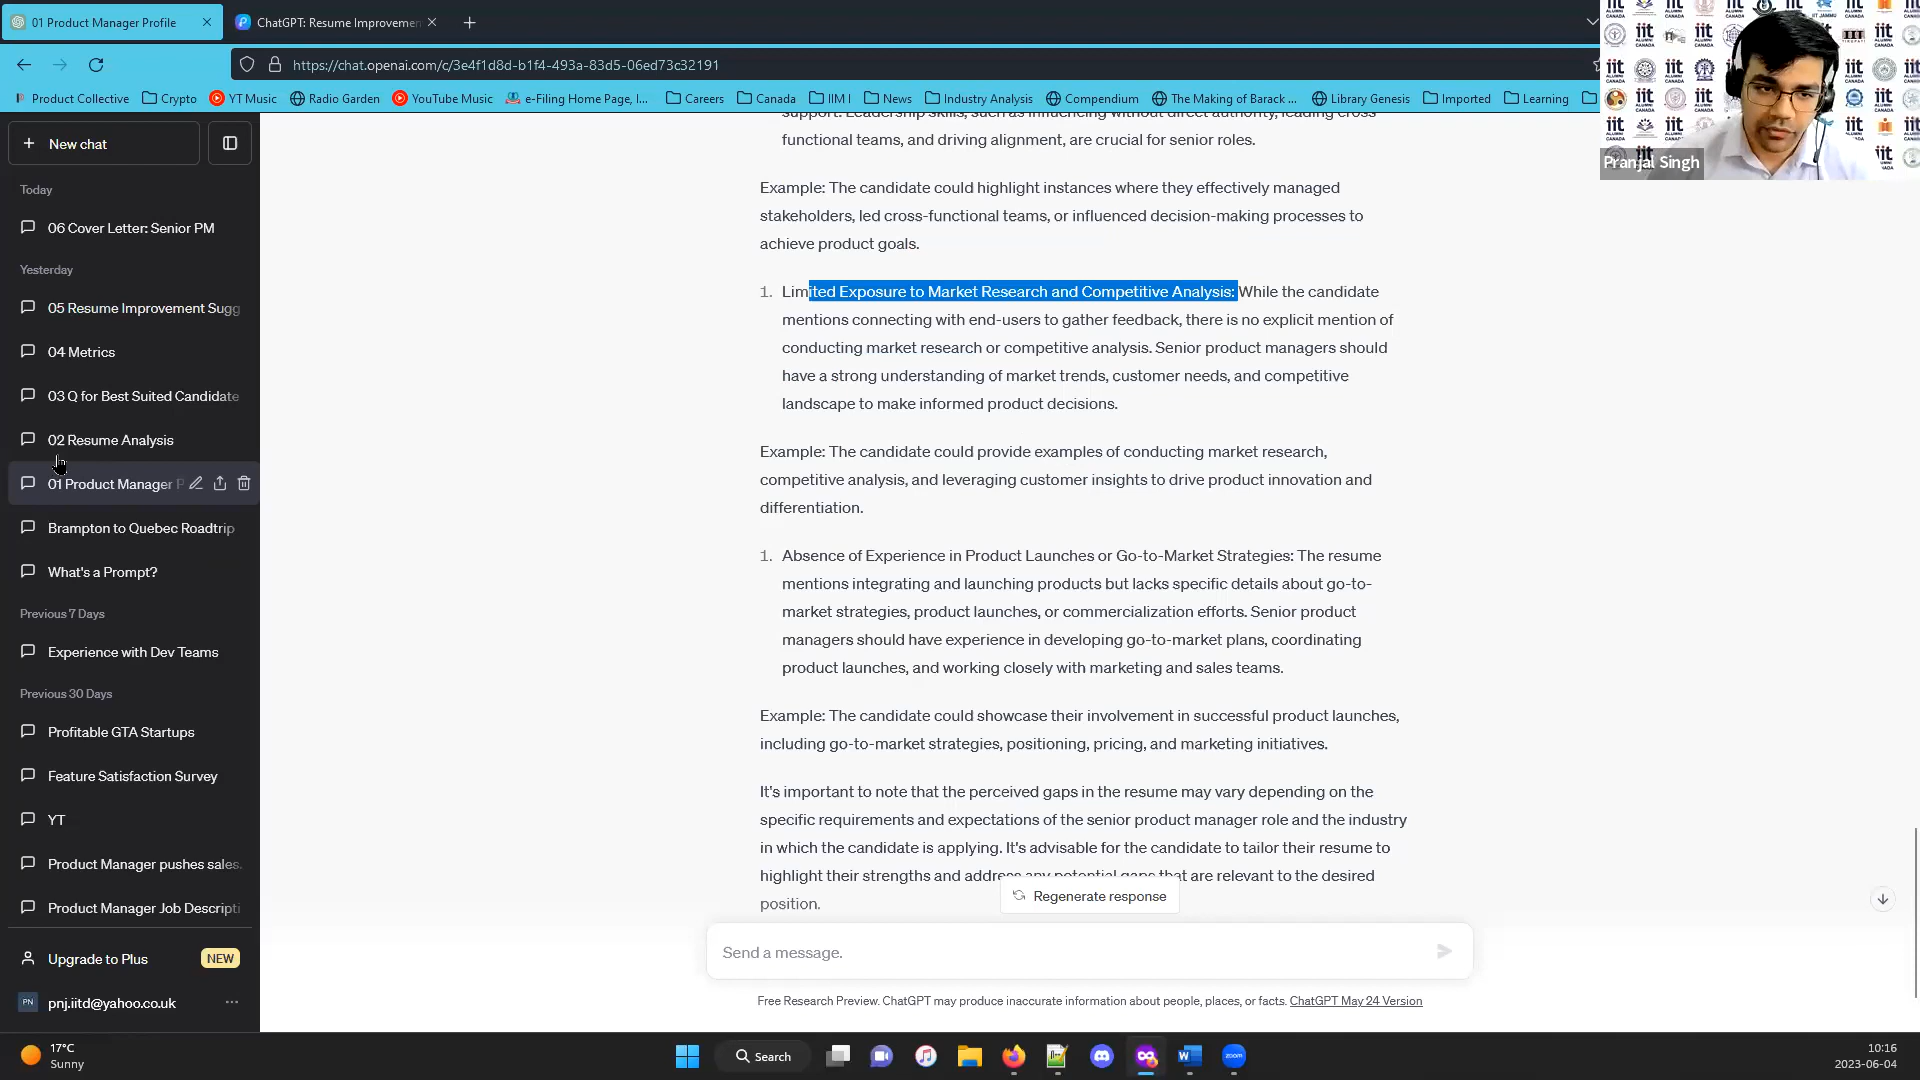 01 Product Manager Profile
ChatGPT: Resume Improvemen
https://chat.openai.com/c/3e4f1d8d-b1f4-493a-83d5-06ed73c32191
Product Collective
Crypto
YT Music
Radio Garden
YouTube Music
e-Filing Home Page, I...
Careers
Canada
IIM I
News
Industry Analysis
Compendium
The Making of Barack ...
Library Genesis
Imported
Learning
Pranjal Singh
New chat
Today
06 Cover Letter: Senior PM
Yesterday
05 Resume Improvement Sugg
04 Metrics
03 Q for Best Suited Candidate
02 Resume Analysis
01 Product Manager P
Brampton to Quebec Roadtrip
What's a Prompt?
Previous 7 Days
Experience with Dev Teams
Previous 30 Days
Profitable GTA Startups
Feature Satisfaction Survey
YT
Product Manager pushes sales.
Product Manager Job Descripti
Upgrade to Plus
NEW
PN
pnj.iitd@yahoo.co.uk
support. Leadership skills, such as influencing without direct authority, leading cross-
functional teams, and driving alignment, are crucial for senior roles.
Example: The candidate could highlight instances where they effectively managed
stakeholders, led cross-functional teams, or influenced decision-making processes to
achieve product goals.
1. Limited Exposure to Market Research and Competitive Analysis: While the candidate
mentions connecting with end-users to gather feedback, there is no explicit mention of
conducting market research or competitive analysis. Senior product managers should
have a strong understanding of market trends, customer needs, and competitive
landscape to make informed product decisions.
Example: The candidate could provide examples of conducting market research,
competitive analysis, and leveraging customer insights to drive product innovation and
differentiation.
1. Absence of Experience in Product Launches or Go-to-Market Strategies: The resume
mentions integrating and launching products but lacks specific details about go-to-
market strategies, product launches, or commercialization efforts. Senior product
managers should have experience in developing go-to-market plans, coordinating
product launches, and working closely with marketing and sales teams.
Example: The candidate could showcase their involvement in successful product launches,
including go-to-market strategies, positioning, pricing, and marketing initiatives.
It's important to note that the perceived gaps in the resume may vary depending on the
specific requirements and expectations of the senior product manager role and the industry
in which the candidate is applying. It's advisable for the candidate to tailor their resume to
highlight their strengths and address any potential gaps that are relevant to the desired
position.
Regenerate response
Send a message.
Free Research Preview. ChatGPT may produce inaccurate information about people, places, or facts. ChatGPT May 24 Version
17°C
Sunny
Search
zoom
10:16
2023-06-04